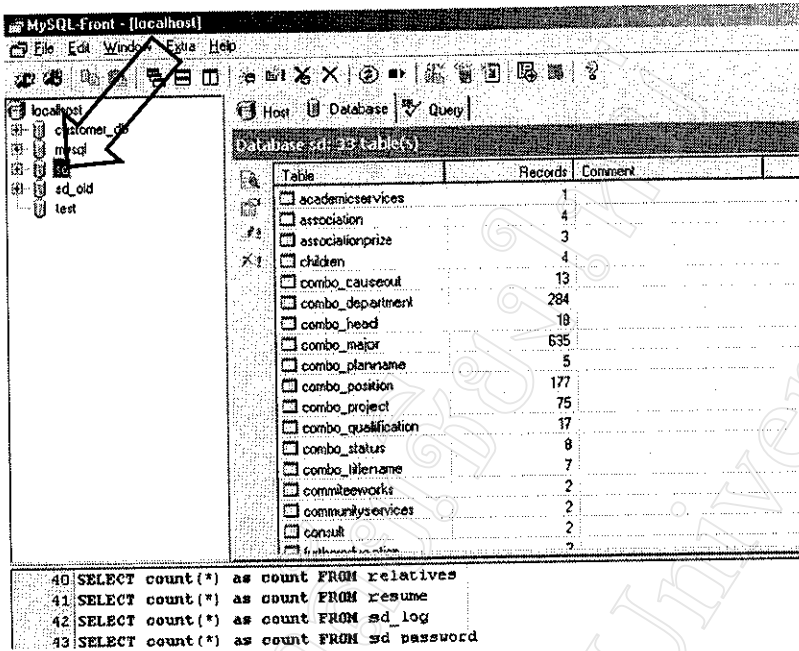 MySQL-Front - [localhost]
File Edit Window Extra Help
Host Database Query
localhost
customer_db
mysql
sd
sd_old
test
Database sd: 33 table(s)
Table Records Comment
academicservices 1
association 4
associationprize 3
children 4
combo_causeout 13
combo_department 284
combo_head 18
combo_major 635
combo_planname 5
combo_position 177
combo_project 75
combo_qualification 17
combo_status 8
combo_titlename 7
commiteeworks 2
communityservices 2
consult 2
40 SELECT count(*) as count FROM relatives
41 SELECT count(*) as count FROM resume
42 SELECT count(*) as count FROM sd_log
43 SELECT count(*) as count FROM sd password